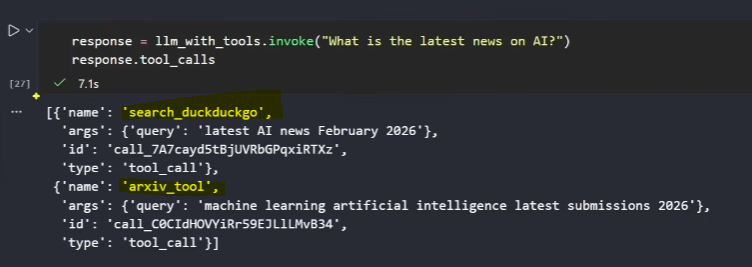 response = llm_with_tools.invoke("What is the latest news on AI?")
response.tool_calls
[27] 7.1s
... [{'name': 'search_duckduckgo',
'args': {'query': 'latest AI news February 2026'},
'id': 'call_7A7cayd5tBjUVRbGPqxiRTXz',
'type': 'tool_call'},
{'name': 'arxiv_tool',
'args': {'query': 'machine learning artificial intelligence latest submissions 2026'},
'id': 'call_C0CIdHOVYiRr59EJLlLMvB34',
'type': 'tool_call'}]